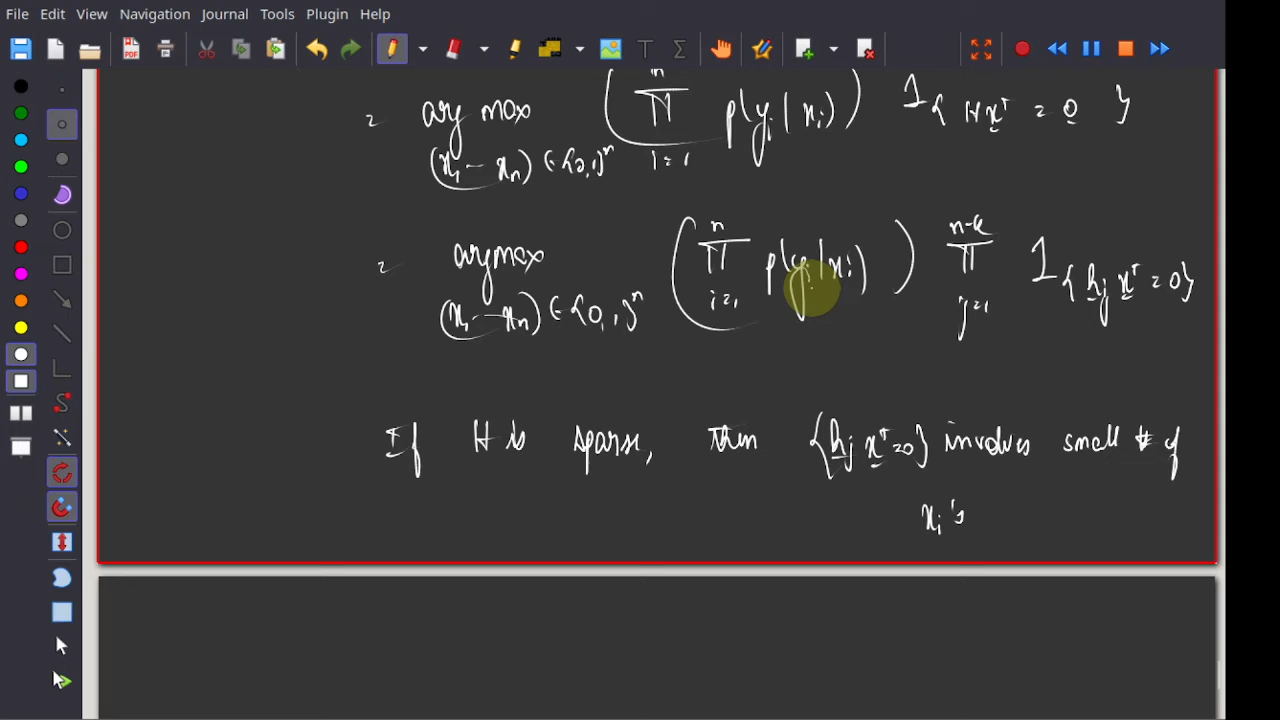 File Edit View Navigation Journal Tools Plugin Help
= arg max ( n ∏ i=1 p(yi | xi) ) 1{ Hx^T = 0 }
(x1 — xn) ∈ {0,1}^n
= argmax ( n ∏ i=1 p(yi|xi) ) n-k ∏ j=1 1{ hj x^T = 0 }
(x1 — xn) ∈ {0,1}^n
If H is sparse, then {hj x^T = 0} involves small # of
xi's